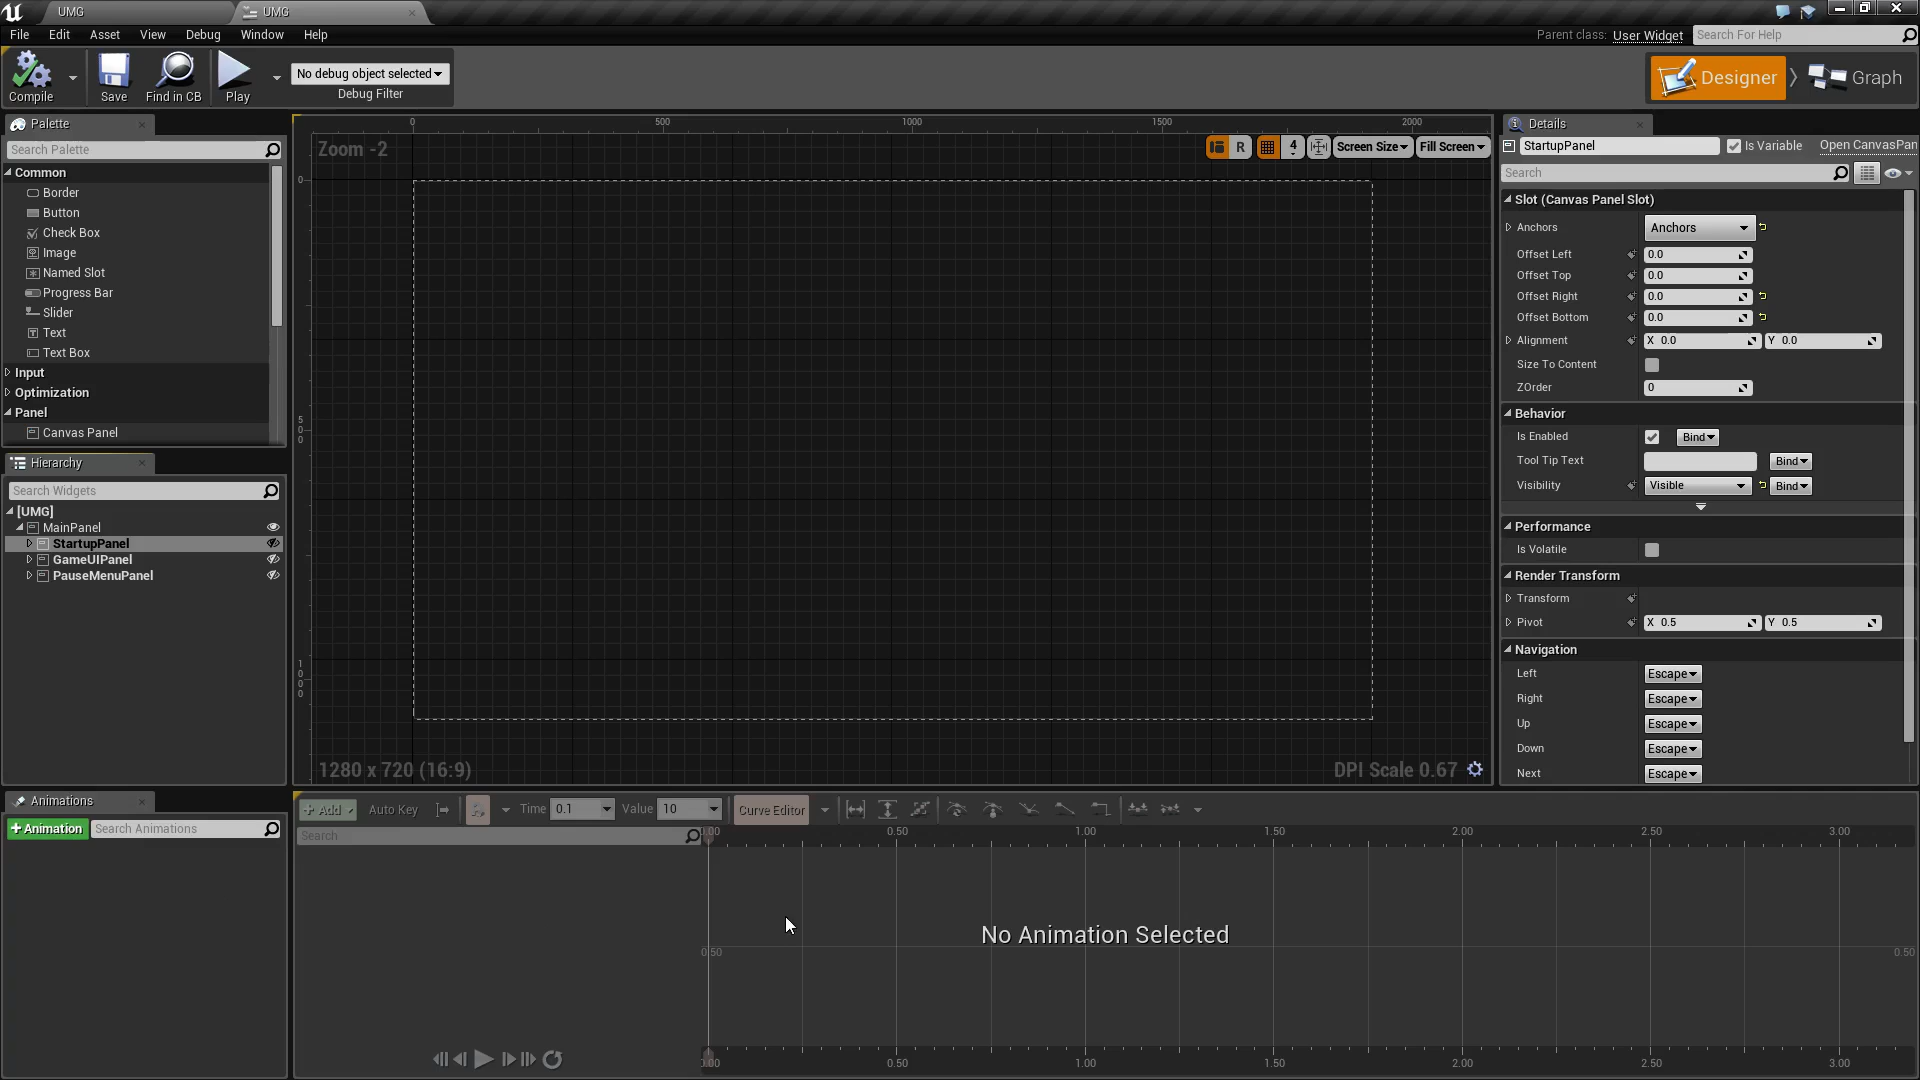 UMG
UMG
File Edit Asset View Debug Window Help
Parent class: User Widget
Search For Help
Compile
Save
Find in CB
Play
No debug object selected
Debug Filter
Designer
Graph
Palette
Search Palette
Common
Border
Button
Check Box
Image
Named Slot
Progress Bar
Slider
Text
Text Box
Input
Optimization
Panel
Canvas Panel
Hierarchy
Search Widgets
[UMG]
MainPanel
StartupPanel
GameUIPanel
PauseMenuPanel
0 500 1000 1500 2000
Zoom -2
R
4
Screen Size
Fill Screen
0
500
1000
1280 x 720 (16:9)
DPI Scale 0.67
Details
StartupPanel
Is Variable
Open CanvasPan
Search
Slot (Canvas Panel Slot)
Anchors Anchors
Offset Left 0.0
Offset Top 0.0
Offset Right 0.0
Offset Bottom 0.0
Alignment X 0.0 Y 0.0
Size To Content
ZOrder 0
Behavior
Is Enabled Bind
Tool Tip Text Bind
Visibility Visible Bind
Performance
Is Volatile
Render Transform
Transform
Pivot X 0.5 Y 0.5
Navigation
Left Escape
Right Escape
Up Escape
Down Escape
Next Escape
Animations
+Animation
Search Animations
+ Add
Auto Key
Time 0.1
Value 10
Curve Editor
Search
0.00 0.50 1.00 1.50 2.00 2.50 3.00
No Animation Selected
0.50 0.50
0.00 0.50 1.00 1.50 2.00 2.50 3.00